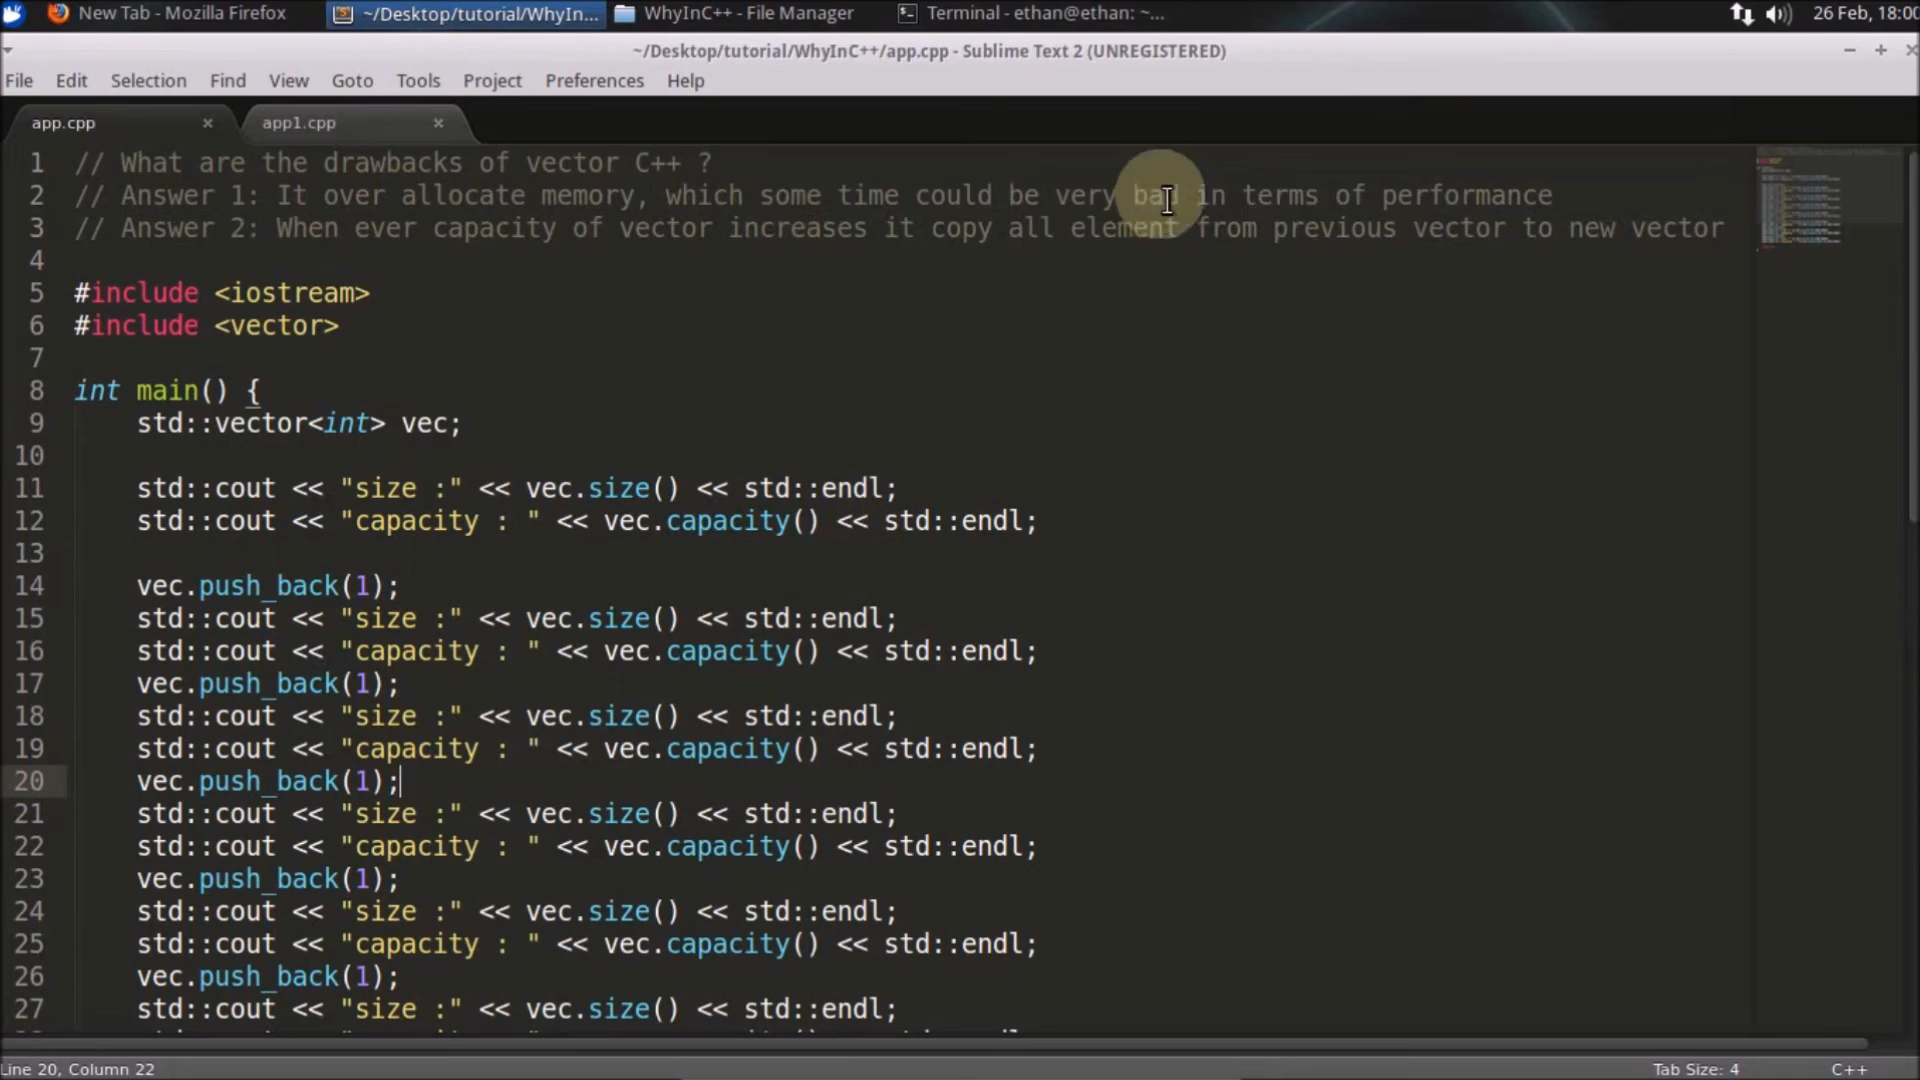 New Tab - Mozilla Firefox
~/Desktop/tutorial/WhyIn...
WhyInC++ - File Manager
Terminal - ethan@ethan: ~...
26 Feb, 18:00
~/Desktop/tutorial/WhyInC++/app.cpp - Sublime Text 2 (UNREGISTERED)
File Edit Selection Find View Goto Tools Project Preferences Help
app.cpp × app1.cpp ×
1 // What are the drawbacks of vector C++ ?
2 // Answer 1: It over allocate memory, which some time could be very bad in terms of performance
3 // Answer 2: When ever capacity of vector increases it copy all element from previous vector to new vector
4
5 #include <iostream>
6 #include <vector>
7
8 int main() {
9 std::vector<int> vec;
10
11 std::cout << "size :" << vec.size() << std::endl;
12 std::cout << "capacity : " << vec.capacity() << std::endl;
13
14 vec.push_back(1);
15 std::cout << "size :" << vec.size() << std::endl;
16 std::cout << "capacity : " << vec.capacity() << std::endl;
17 vec.push_back(1);
18 std::cout << "size :" << vec.size() << std::endl;
19 std::cout << "capacity : " << vec.capacity() << std::endl;
20 vec.push_back(1);
21 std::cout << "size :" << vec.size() << std::endl;
22 std::cout << "capacity : " << vec.capacity() << std::endl;
23 vec.push_back(1);
24 std::cout << "size :" << vec.size() << std::endl;
25 std::cout << "capacity : " << vec.capacity() << std::endl;
26 vec.push_back(1);
27 std::cout << "size :" << vec.size() << std::endl;
Line 20, Column 22
Tab Size: 4
C++